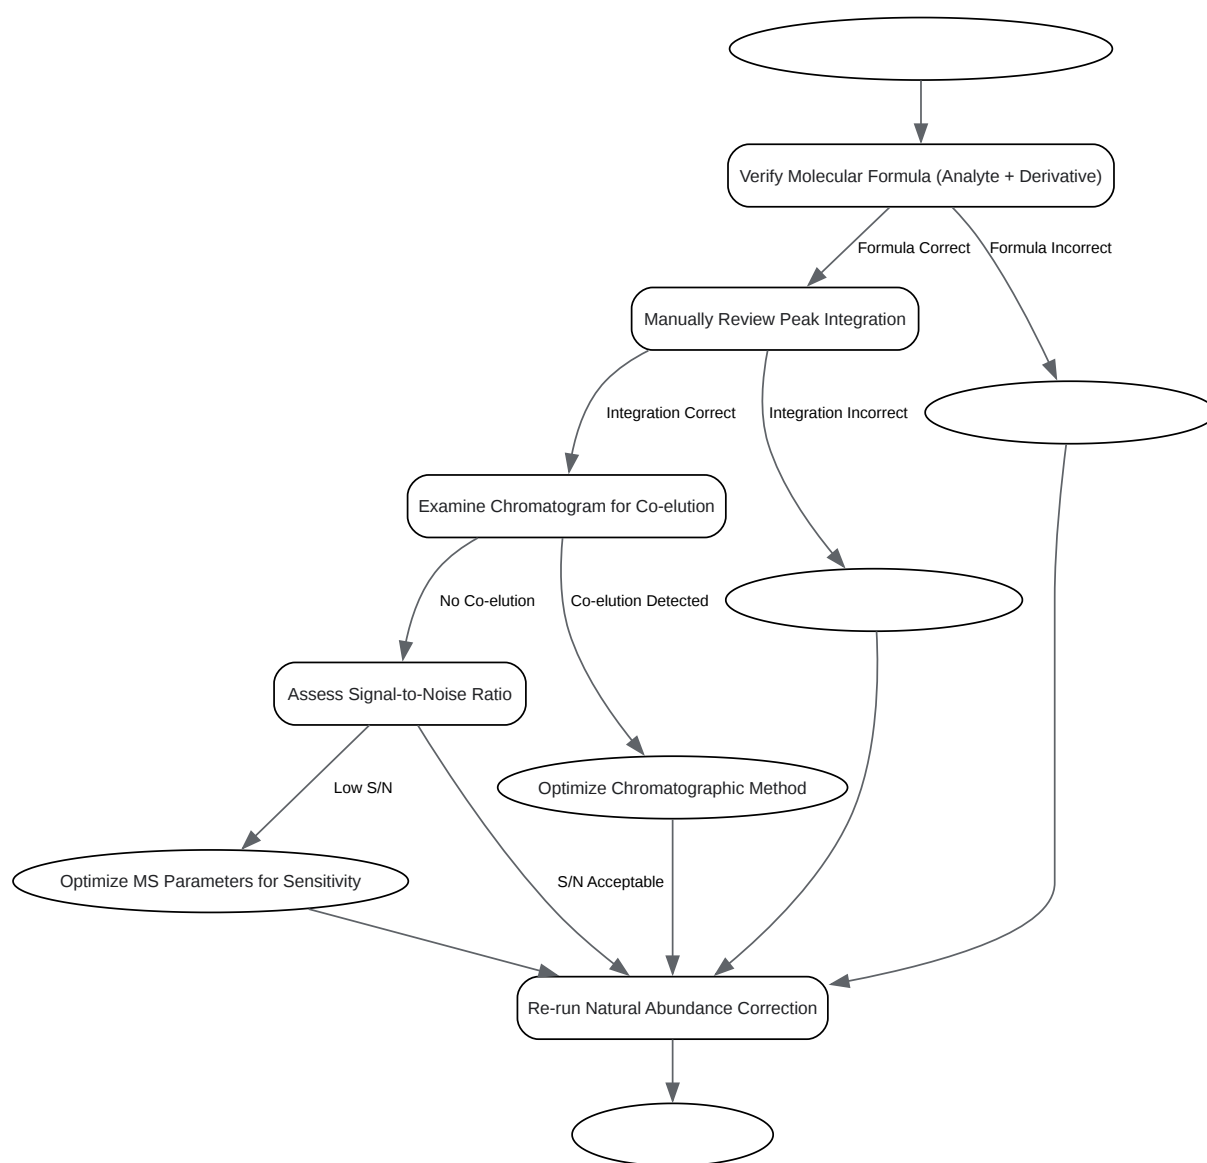 Verify Molecular Formula (Analyte + Derivative)
Formula Correct
Formula Incorrect
Manually Review Peak Integration
Integration Correct
Integration Incorrect
Examine Chromatogram for Co-elution
No Co-elution
Co-elution Detected
Assess Signal-to-Noise Ratio
Low S/N
Optimize Chromatographic Method
Optimize MS Parameters for Sensitivity
S/N Acceptable
Re-run Natural Abundance Correction